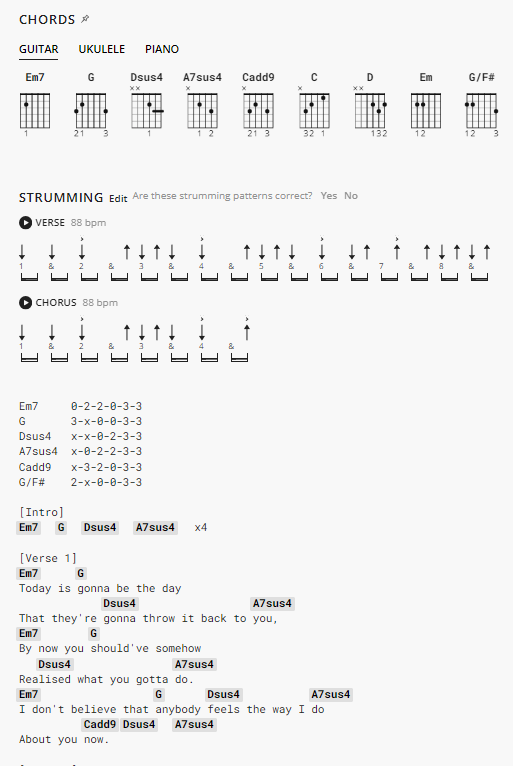 CHORDS
GUITAR UKULELE PIANO
Em7 G Dsus4 A7sus4 Cadd9 C D Em G/F#
×× × × × ××
1 21 3 1 1 2 21 3 32 1 132 12 12 3
STRUMMING Edit Are these strumming patterns correct? Yes No
VERSE 88 bpm
1 & 2 & 3 & 4 & 5 & 6 & 7 & 8 &
CHORUS 88 bpm
1 & 2 & 3 & 4 &
Em7 0-2-2-0-3-3
G 3-x-0-0-3-3
Dsus4 x-x-0-2-3-3
A7sus4 x-0-2-2-3-3
Cadd9 x-3-2-0-3-3
G/F# 2-x-0-0-3-3
[Intro]
Em7 G Dsus4 A7sus4 x4
[Verse 1]
Em7 G
Today is gonna be the day
Dsus4 A7sus4
That they're gonna throw it back to you,
Em7 G
By now you should've somehow
Dsus4 A7sus4
Realised what you gotta do.
Em7 G Dsus4 A7sus4
I don't believe that anybody feels the way I do
Cadd9 Dsus4 A7sus4
About you now.